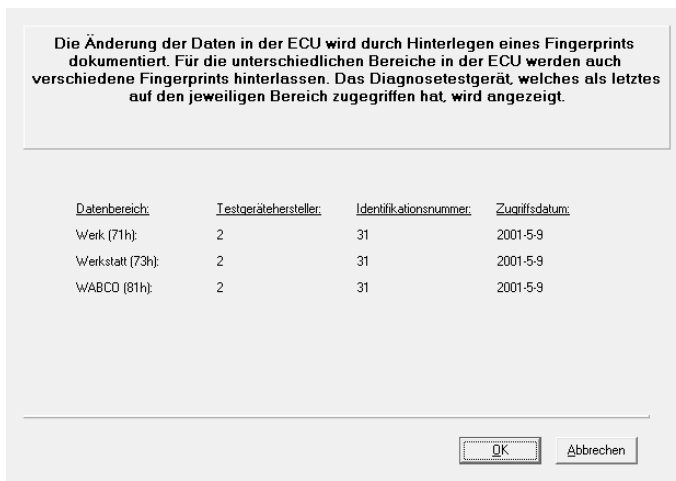 Die Änderung der Daten in der ECU wird durch Hinterlegen eines Fingerprints
dokumentiert. Für die unterschiedlichen Bereiche in der ECU werden auch
verschiedene Fingerprints hinterlassen. Das Diagnosetestgerät, welches als letztes
auf den jeweiligen Bereich zugegriffen hat, wird angezeigt.
Datenbereich: Testgerätehersteller: Identifikationsnummer: Zugriffsdatum:
Werk (71h): 2 31 2001-5-9
Werkstatt (73h): 2 31 2001-5-9
WABCO (81h): 2 31 2001-5-9
OK Abbrechen